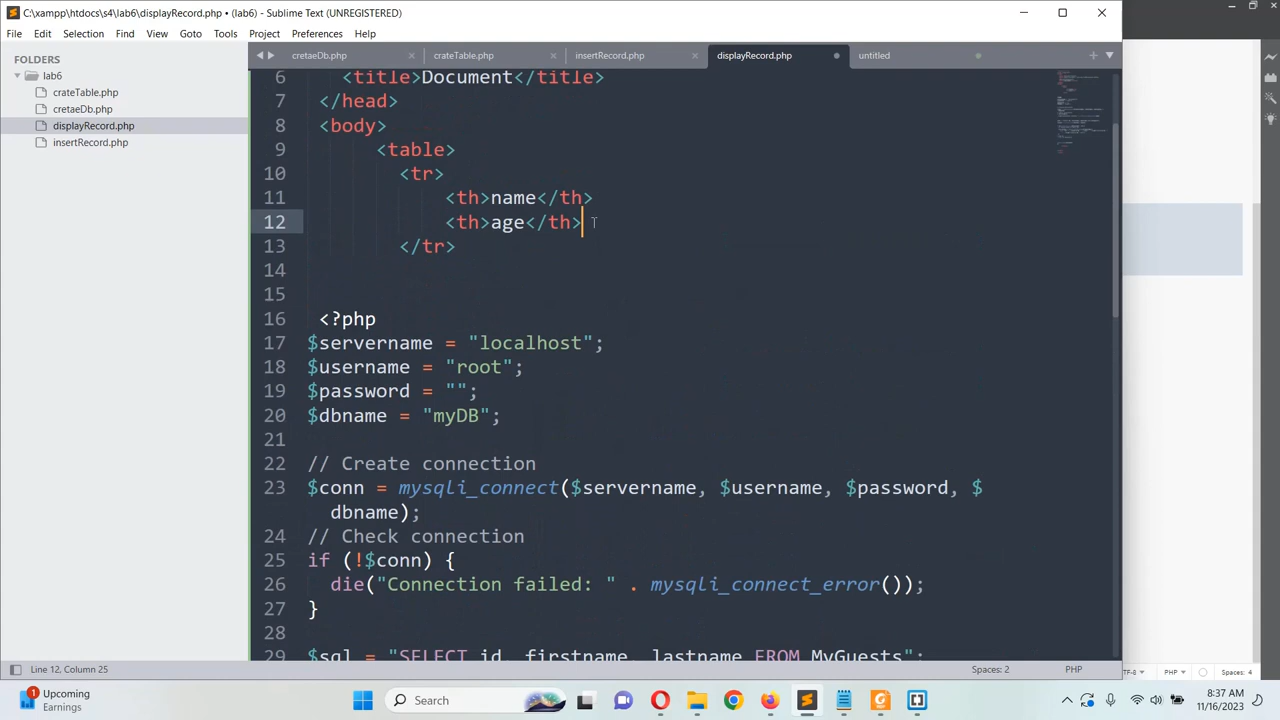 C:\xampp\htdocs\s4\lab6\displayRecord.php • (lab6) - Sublime Text (UNREGISTERED)
File Edit Selection Find View Goto Tools Project Preferences Help
FOLDERS
lab6
crateTable.php
cretaeDb.php
displayRecord.php
insertRecord.php
cretaeDb.php crateTable.php insertRecord.php displayRecord.php untitled
6 <title>Document</title>
7 </head>
8 <body>
9 <table>
10 <tr>
11 <th>name</th>
12 <th>age</th>
13 </tr>
14
15
16 <?php
17 $servername = "localhost";
18 $username = "root";
19 $password = "";
20 $dbname = "myDB";
21
22 // Create connection
23 $conn = mysqli_connect($servername, $username, $password, $
dbname);
24 // Check connection
25 if (!$conn) {
26 die("Connection failed: " . mysqli_connect_error());
27 }
28
29 $sql = "SELECT id, firstname, lastname FROM MyGuests";
Line 12, Column 25
Spaces: 2 PHP
PHP Spaces: 4
1
Upcoming
Earnings
Search
8:37 AM
11/16/2023